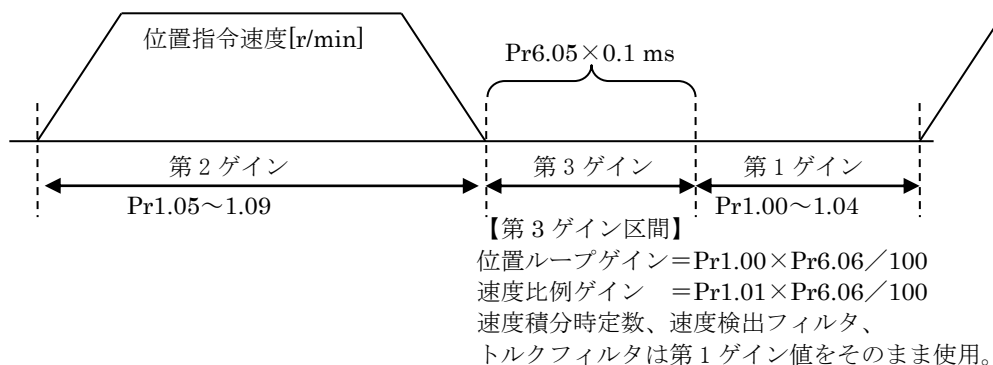 位置指令速度[r/min]
Pr6.05×0.1 ms
第２ゲイン
第３ゲイン
第１ゲイン
Pr1.05～1.09
Pr1.00～1.04
【第３ゲイン区間】
位置ループゲイン＝Pr1.00×Pr6.06／100
速度比例ゲイン　＝Pr1.01×Pr6.06／100
速度積分時定数、速度検出フィルタ、
トルクフィルタは第１ゲイン値をそのまま使用。